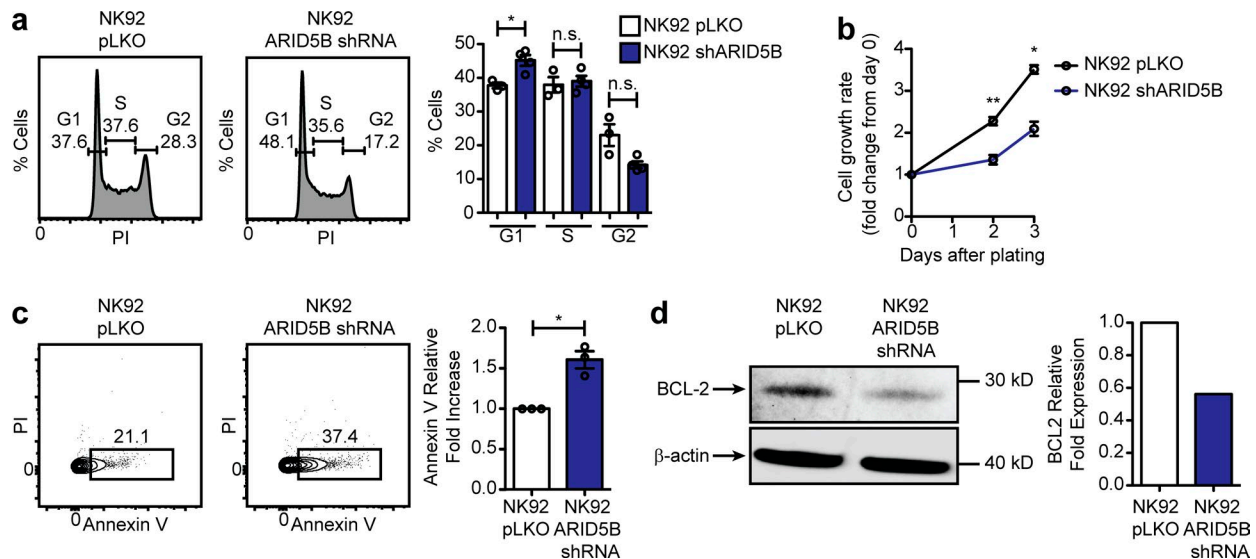 a
NK92
pLKO
% Cells
G1
37.6
S
37.6
G2
28.3
0
PI
NK92
ARID5B shRNA
% Cells
G1
48.1
S
35.6
G2
17.2
0
PI
NK92 pLKO
NK92 shARID5B
% Cells
50
40
30
20
10
0
*
n.s.
n.s.
G1 S G2
b
Cell growth rate
(fold change from day 0)
4
3
2
1
0
**
*
NK92 pLKO
NK92 shARID5B
0 1 2 3
Days after plating
c
NK92
pLKO
PI
21.1
0
0
Annexin V
NK92
ARID5B shRNA
PI
37.4
0
0
Annexin V
Annexin V Relative
Fold Increase
2.0
1.5
1.0
0.5
0.0
*
NK92
pLKO
NK92
ARID5B
shRNA
d
NK92
pLKO
NK92
ARID5B
shRNA
BCL-2
30 kD
β-actin
40 kD
BCL2 Relative
Fold Expression
1.0
0.8
0.6
0.4
0.2
0.0
NK92
pLKO
NK92
ARID5B
shRNA